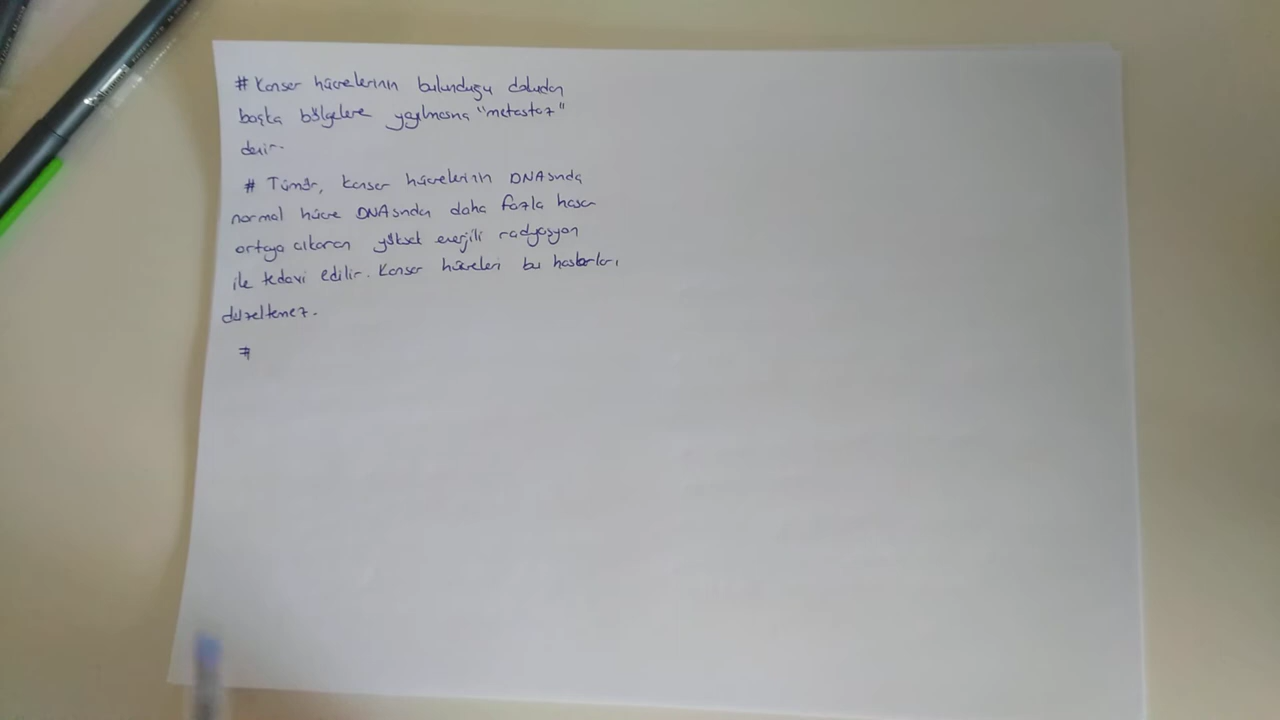 # Kanser hücrelerinin bulunduğu dokudan
başka bölgelere yayılmasına "metastaz"
denir.
# Tümör, kanser hücrelerinin DNAsında
normal hücre DNAsından daha fazla hasar
ortaya çıkaran yüksek enerjili radyasyon
ile tedavi edilir. Kanser hücreleri bu hasarları
düzeltemez.
#